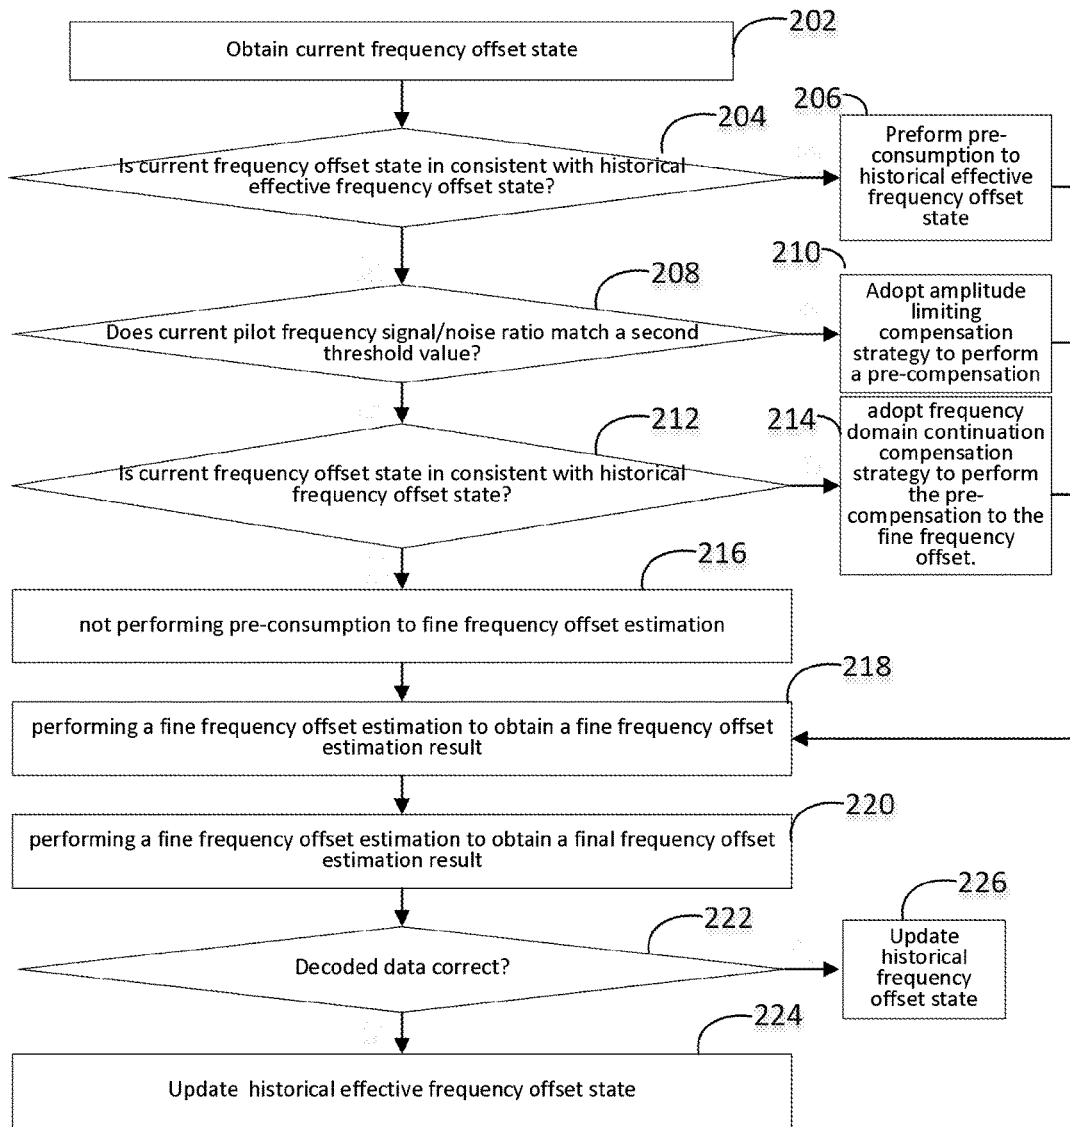 202
Obtain current frequency offset state
204
206
Is current frequency offset state in consistent with historical
effective frequency offset state?
Preform pre-
consumption to
historical effective
frequency offset
state
208
210
Does current pilot frequency signal/noise ratio match a second
threshold value?
Adopt amplitude
limiting
compensation
strategy to perform
a pre-compensation
212
214
Is current frequency offset state in consistent with historical
frequency offset state?
adopt frequency
domain continuation
compensation
strategy to perform
the pre-
compensation to the
fine frequency
offset.
216
not performing pre-consumption to fine frequency offset estimation
218
performing a fine frequency offset estimation to obtain a fine frequency offset
estimation result
220
performing a fine frequency offset estimation to obtain a final frequency offset
estimation result
222
226
Decoded data correct?
Update
historical
frequency
offset state
224
Update historical effective frequency offset state